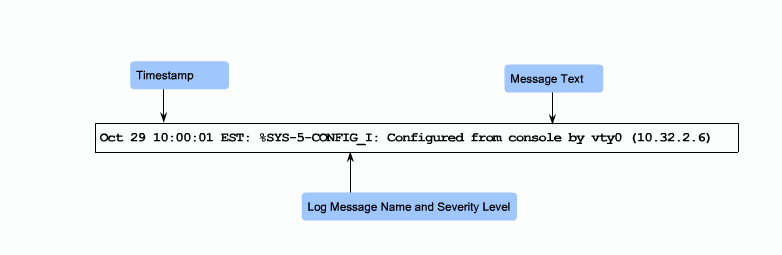 Timestamp
Message Text
Oct 29 10:00:01 EST: %SYS-5-CONFIG_I: Configured from console by vty0 (10.32.2.6)
Log Message Name and Severity Level